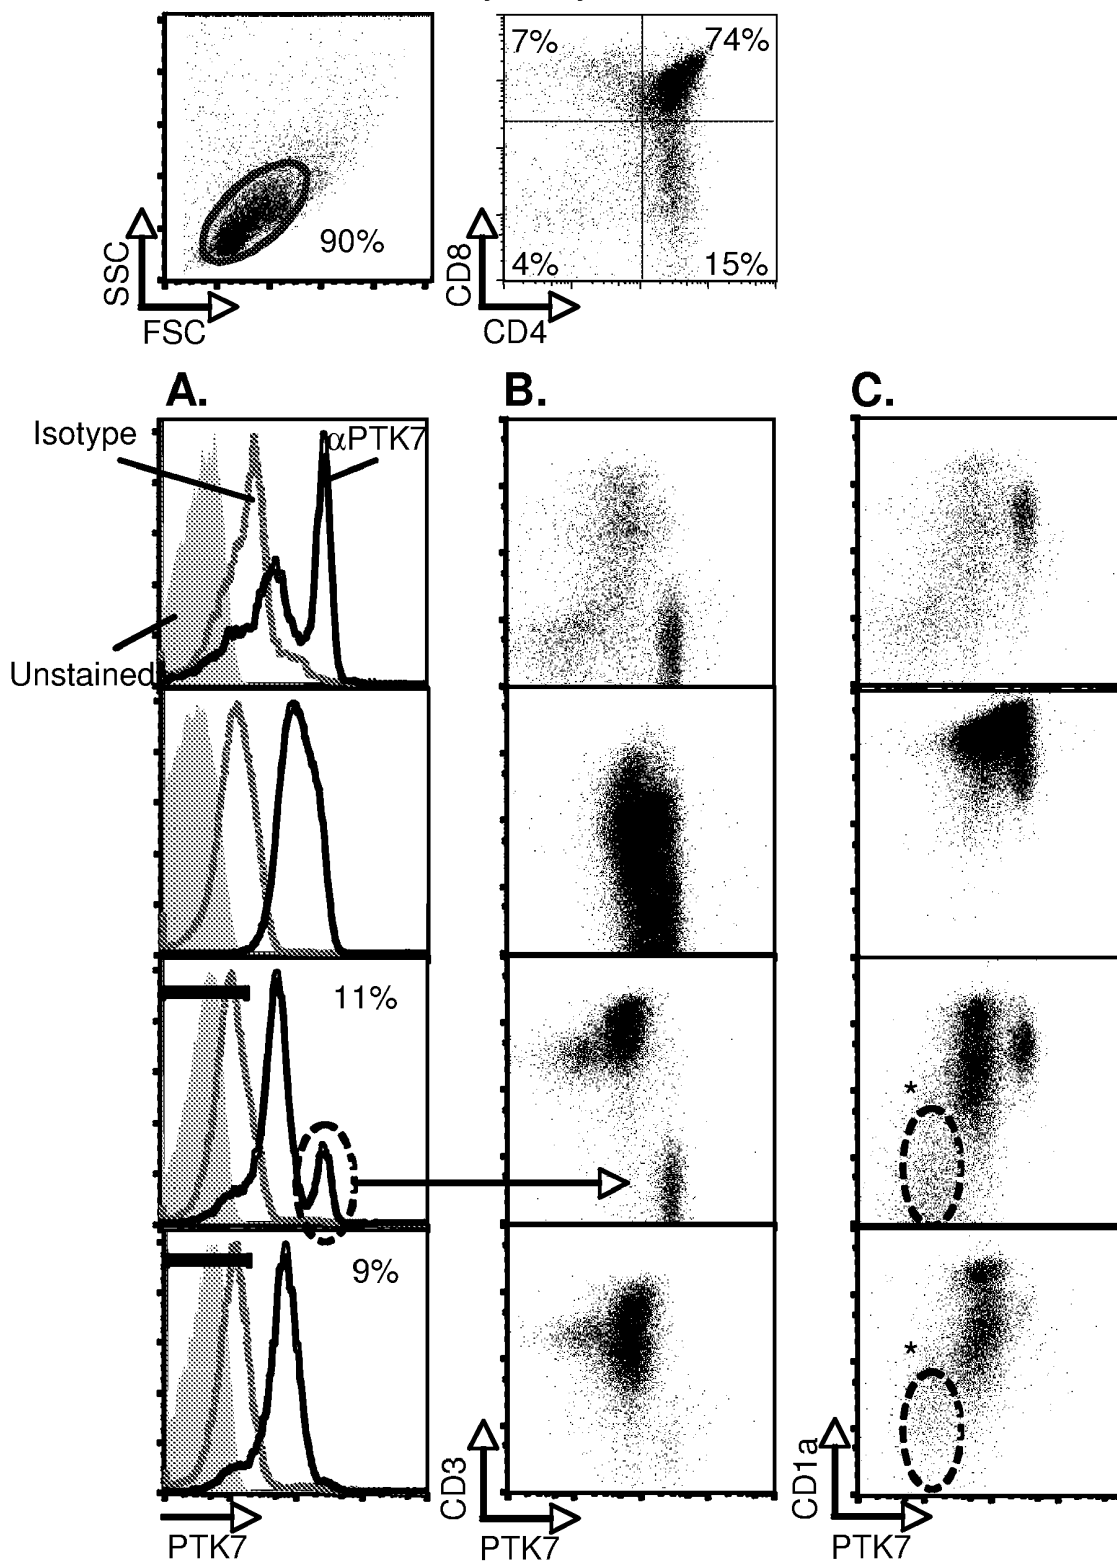 7%
74%
90%
4%
15%
SSC
FSC
CD8
CD4
A.
B.
C.
Isotype
αPTK7
Unstained
11%
*
9%
*
PTK7
CD3
PTK7
CD1a
PTK7